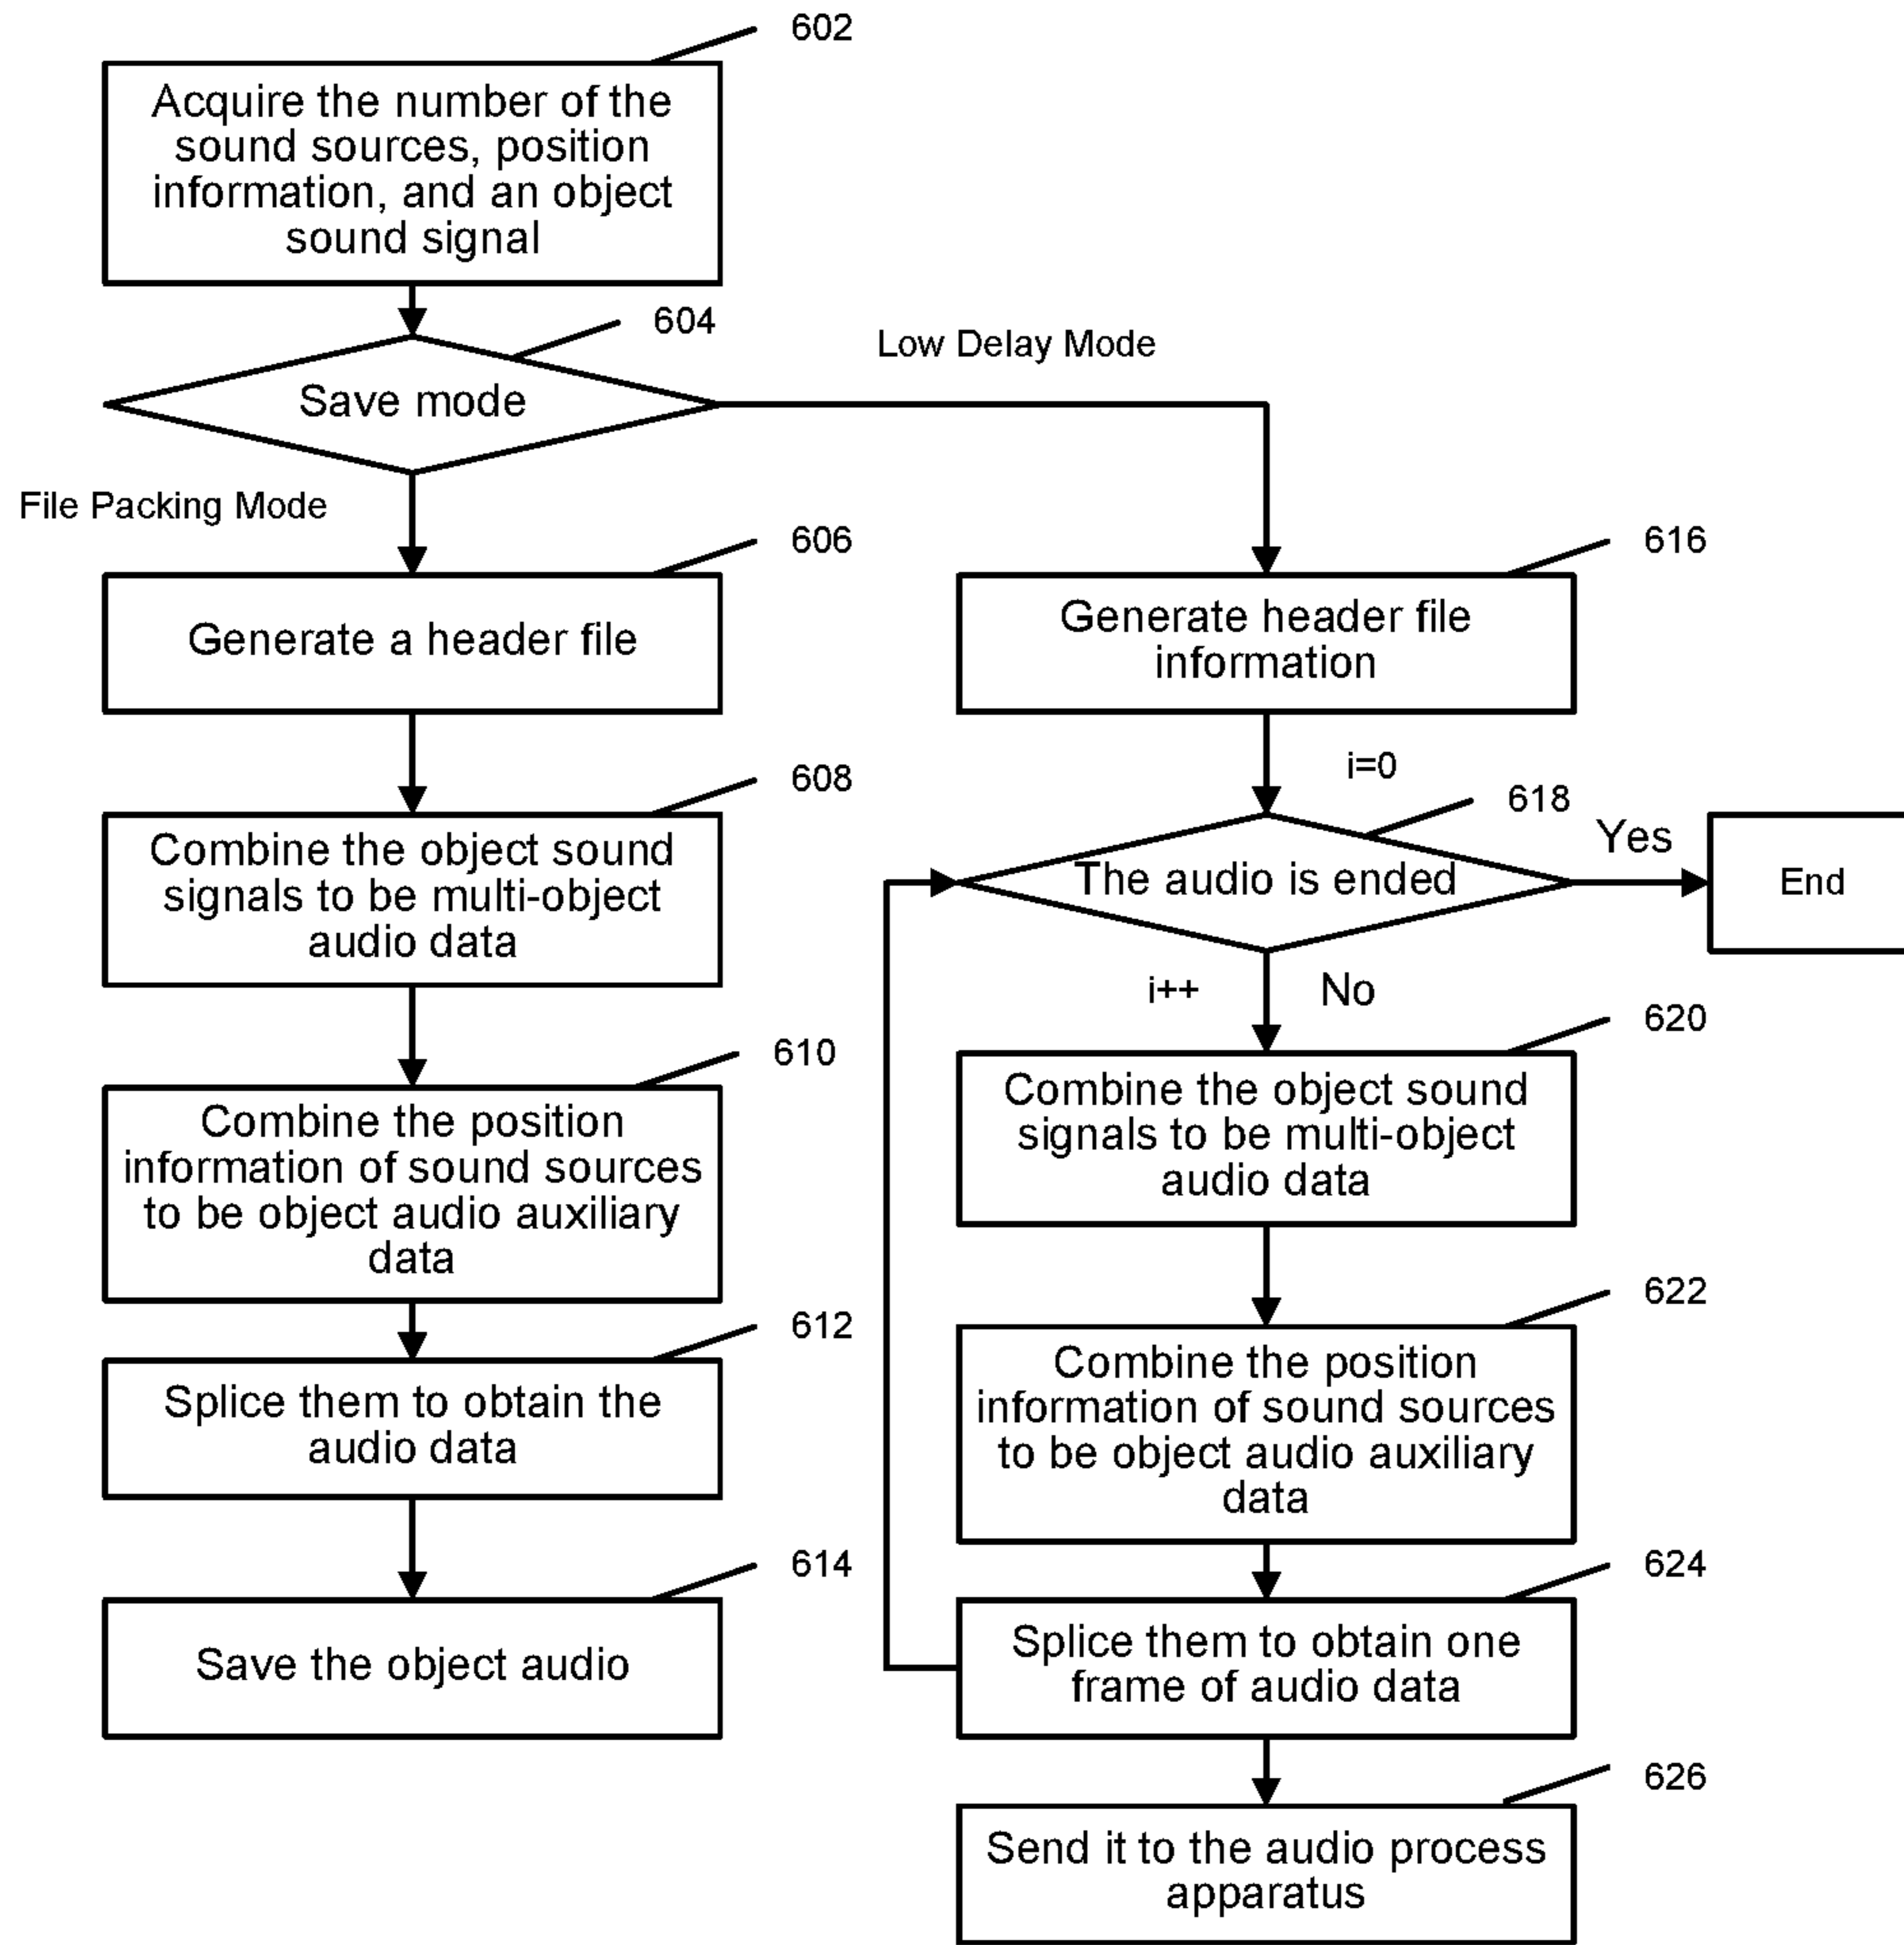 602
Acquire the number of the
sound sources, position
information, and an object
sound signal
604
Save mode
Low Delay Mode
File Packing Mode
606
Generate a header file
608
Combine the object sound
signals to be multi-object
audio data
610
Combine the position
information of sound sources
to be object audio auxiliary
data
612
Splice them to obtain the
audio data
614
Save the object audio
616
Generate header file
information
i=0
618
The audio is ended
Yes
End
i++
No
620
Combine the object sound
signals to be multi-object
audio data
622
Combine the position
information of sound sources
to be object audio auxiliary
data
624
Splice them to obtain one
frame of audio data
626
Send it to the audio process
apparatus